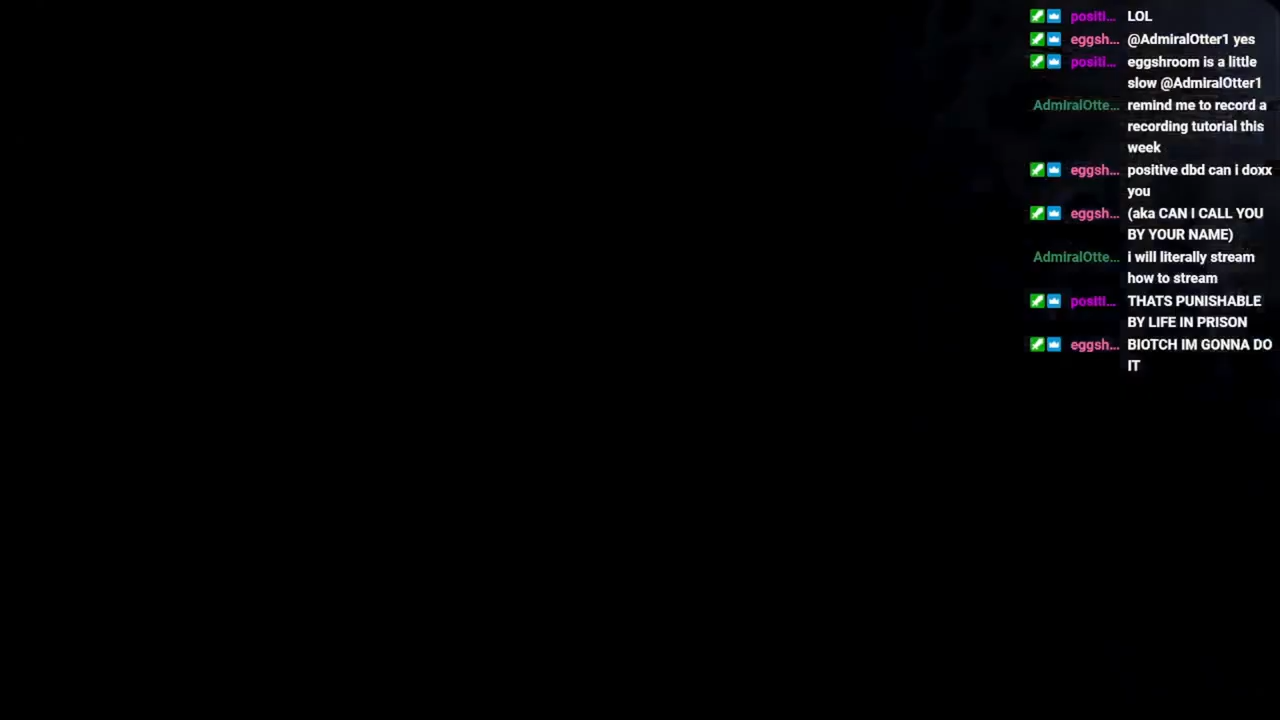 positi... LOL
eggsh... @AdmiralOtter1 yes
positi... eggshroom is a little
slow @AdmiralOtter1
AdmiralOtte... remind me to record a
recording tutorial this
week
eggsh... positive dbd can i doxx
you
eggsh... (aka CAN I CALL YOU
BY YOUR NAME)
AdmiralOtte... i will literally stream
how to stream
positi... THATS PUNISHABLE
BY LIFE IN PRISON
eggsh... BIOTCH IM GONNA DO
IT